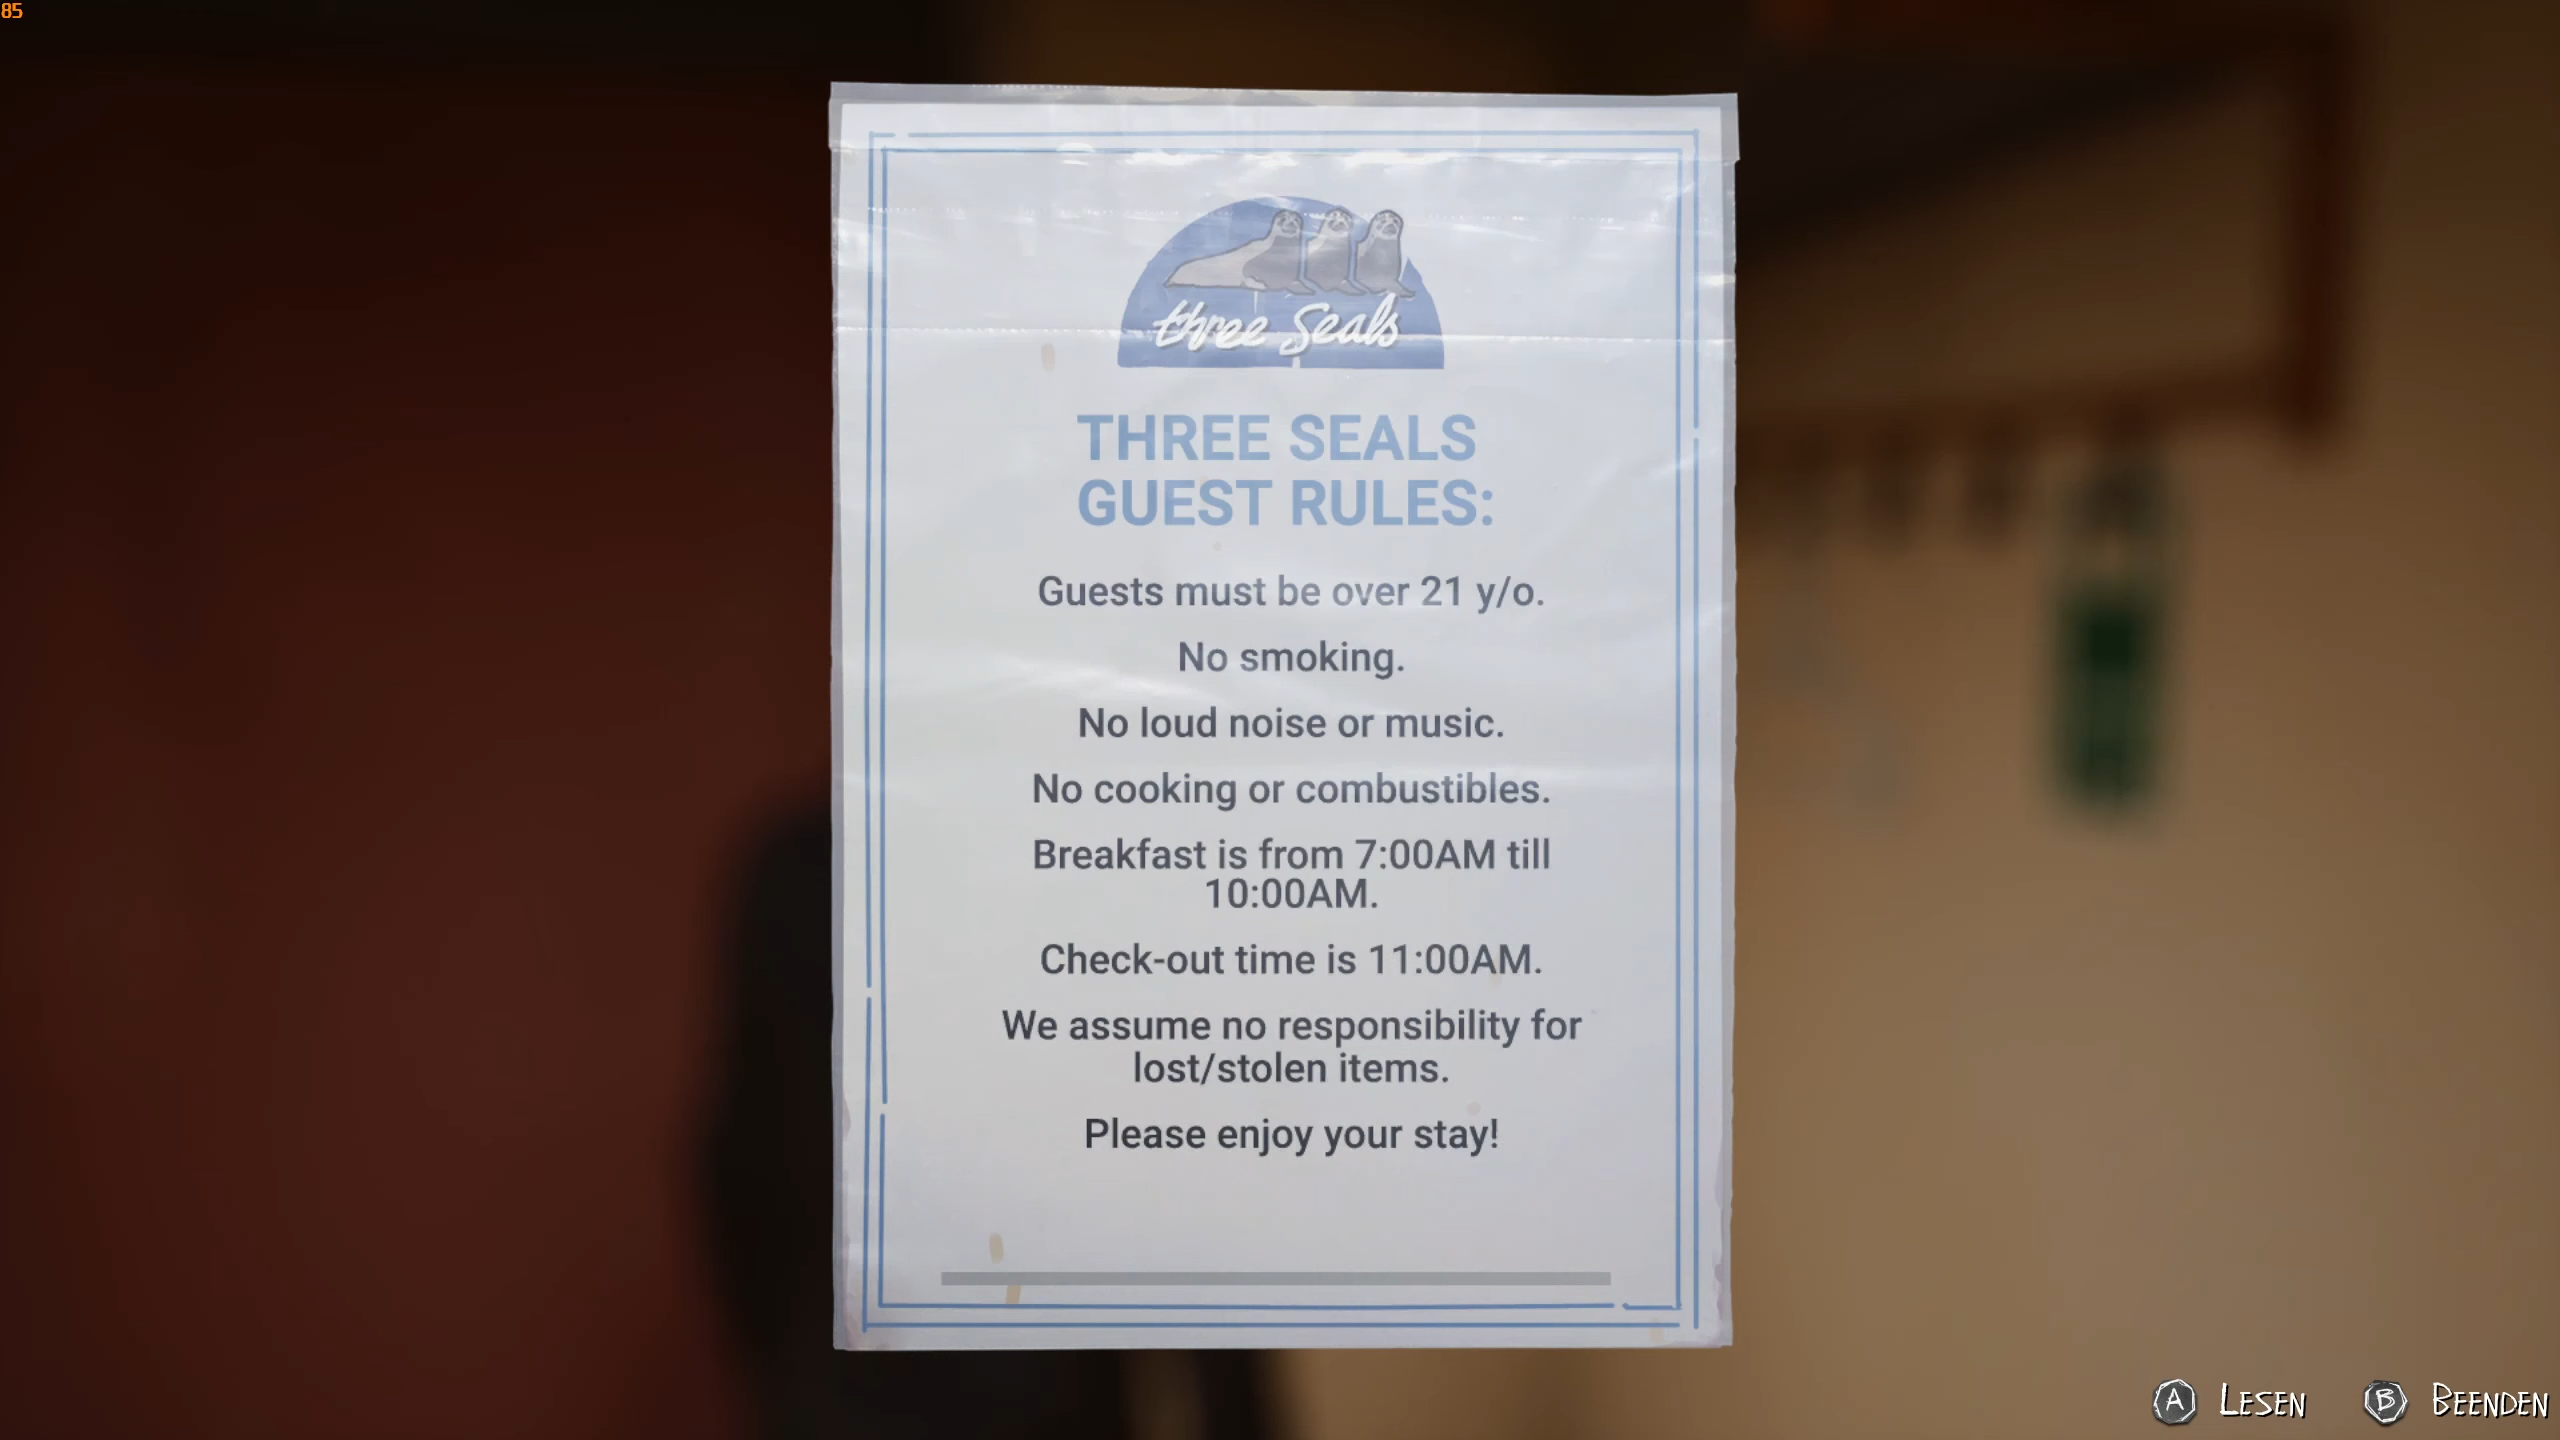 85
three Seals
THREE SEALS
GUEST RULES:
Guests must be over 21 y/o.
No smoking.
No loud noise or music.
No cooking or combustibles.
Breakfast is from 7:00AM till
10:00AM.
Check-out time is 11:00AM.
We assume no responsibility for
lost/stolen items.
Please enjoy your stay!
A LESEN B BEENDEN